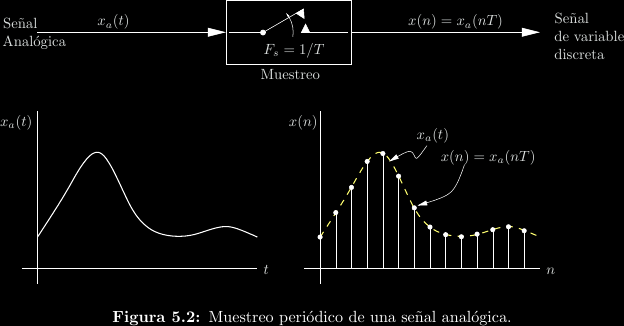 Señal
Analógica
x_a(t)
F_s = 1/T
Muestreo
x(n) = x_a(nT)
Señal
de variable
discreta
x_a(t)
t
x(n)
x_a(t)
x(n) = x_a(nT)
n
Figura 5.2: Muestreo periódico de una señal analógica.